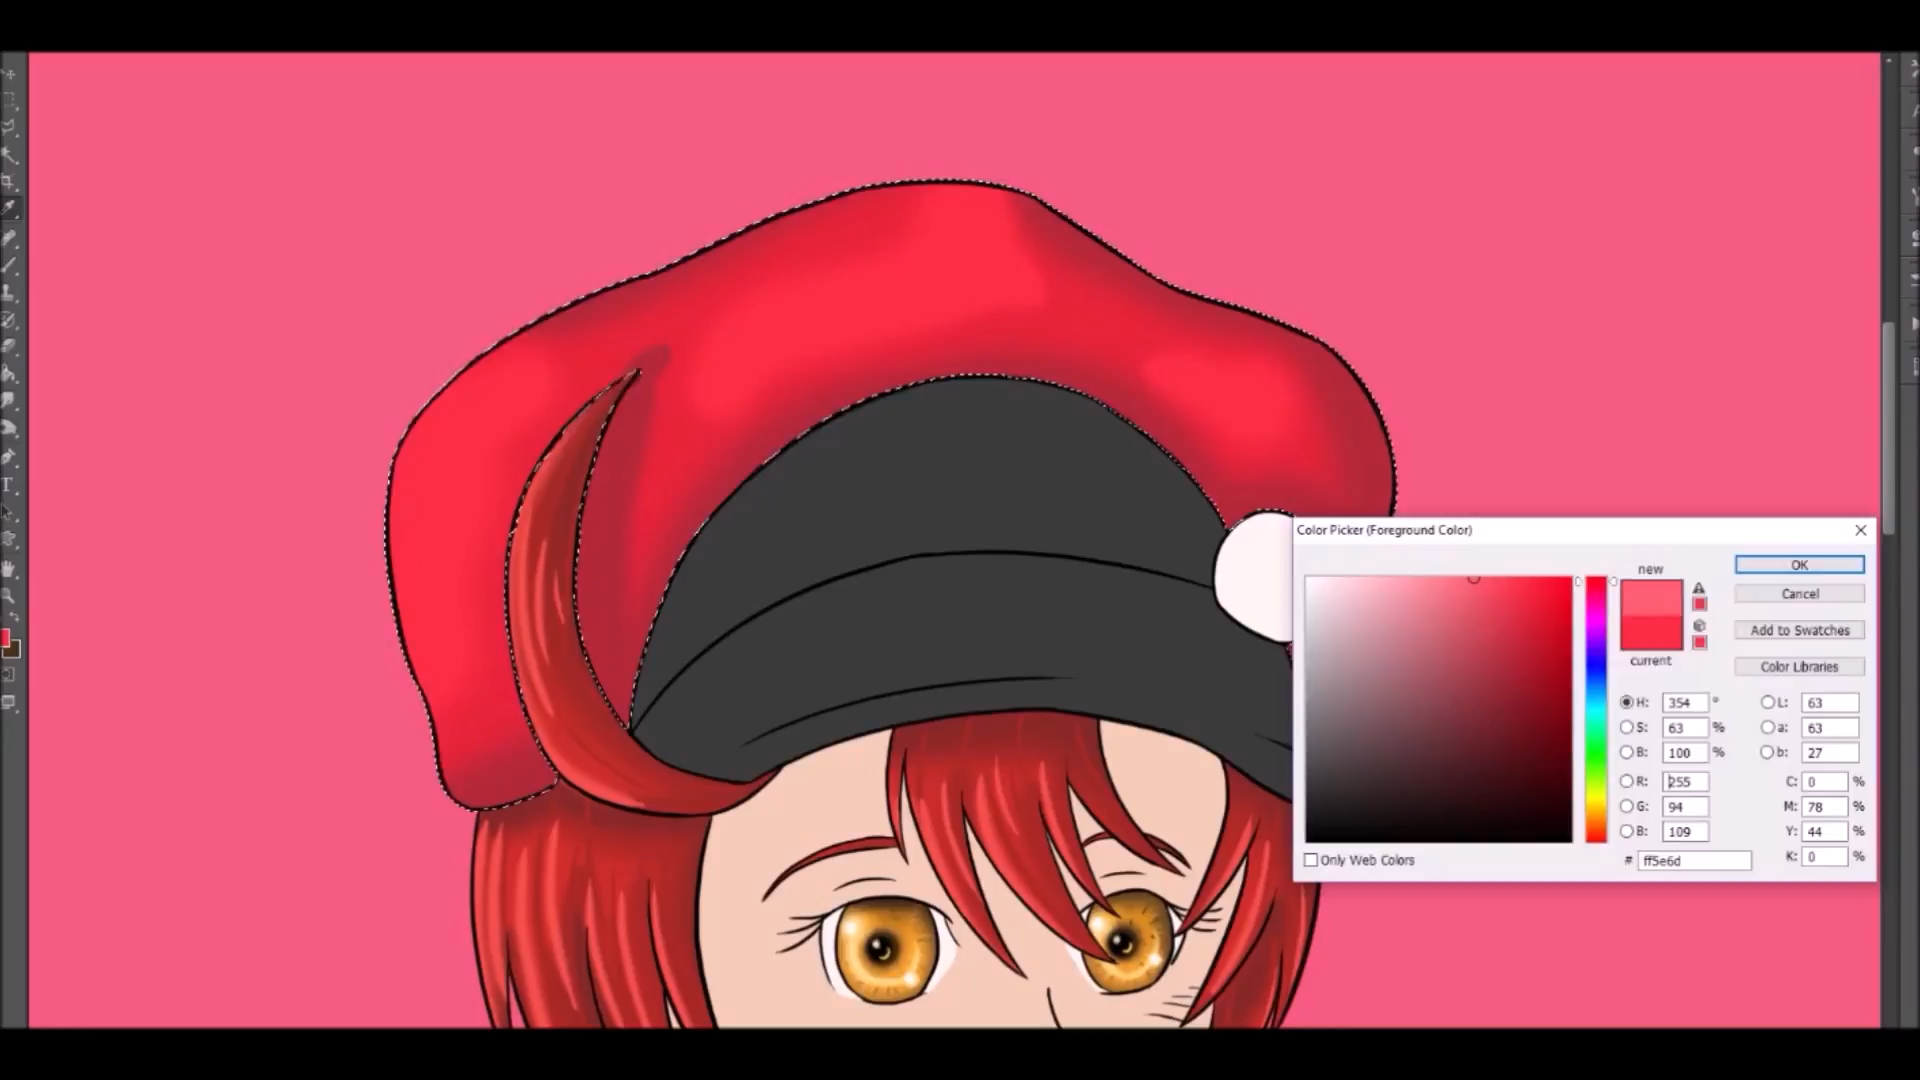 Color Picker (Foreground Color)
new
current
OK
Cancel
Add to Swatches
Color Libraries
H: 354 °
S: 63 %
B: 100 %
R: 255
G: 94
B: 109
L: 63
a: 63
b: 27
C: 0 %
M: 78 %
Y: 44 %
K: 0 %
Only Web Colors
# ff5e6d